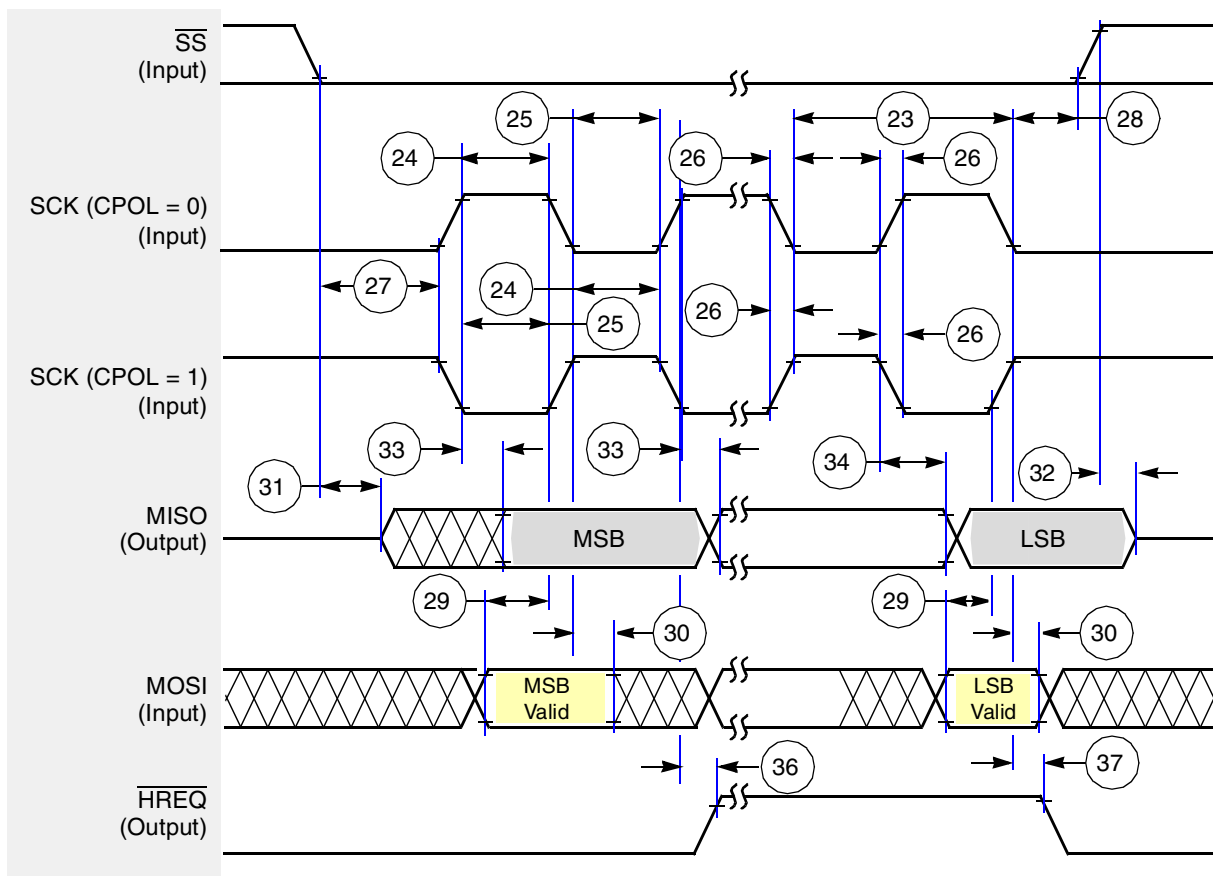 SS
(Input)
25
23
28
24
26
26
SCK (CPOL = 0)
(Input)
27
24
26
25
26
SCK (CPOL = 1)
(Input)
33
33
34
31
32
MISO
(Output)
MSB
LSB
29
29
30
30
MOSI
(Input)
MSB
Valid
LSB
Valid
36
37
HREQ
(Output)